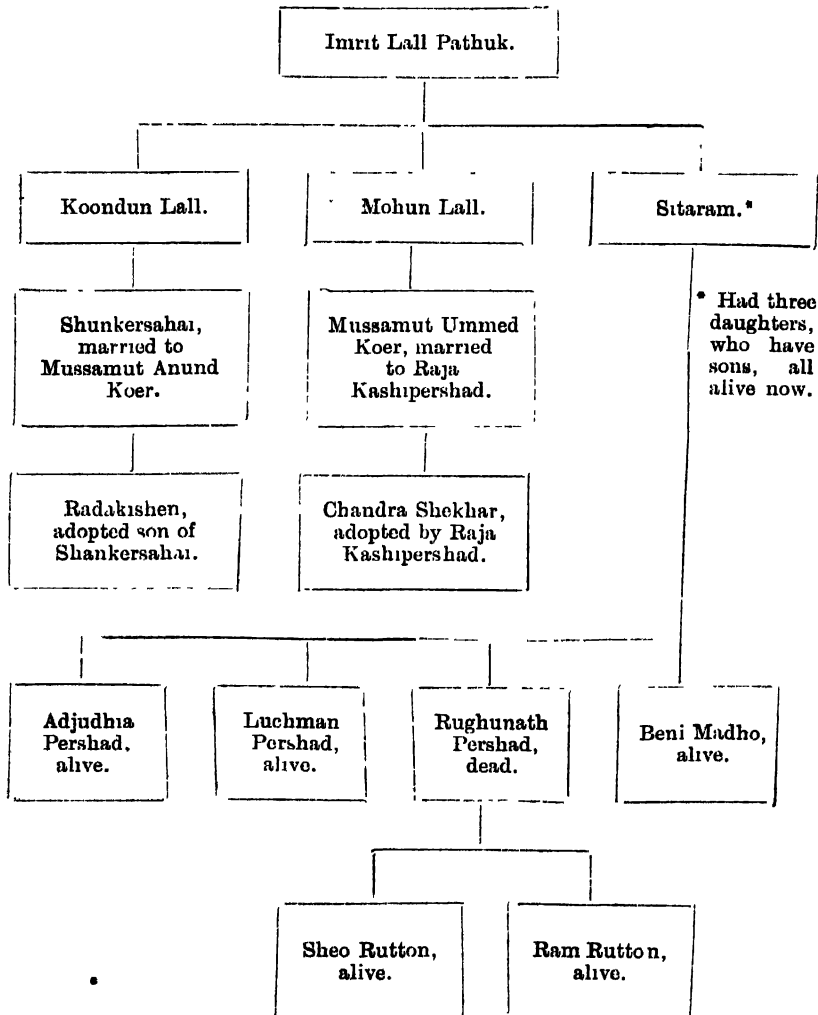 Imrit Lall Pathuk.
Koondun Lall.
Mohun Lall.
Sitaram.*
Shunkersahai,
married to
Mussamut Anund
Koer.
Mussamut Ummed
Koer, married
to Raja
Kashipershad.
* Had three
daughters,
who have
sons, all
alive now.
Radakishen,
adopted son of
Shankersahai.
Chandra Shekhar,
adopted by Raja
Kashipershad.
Adjudhia
Pershad,
alive.
Luchman
Pershad,
alive.
Rughunath
Pershad,
dead.
Beni Madho,
alive.
Sheo Rutton,
alive.
Ram Rutton,
alive.